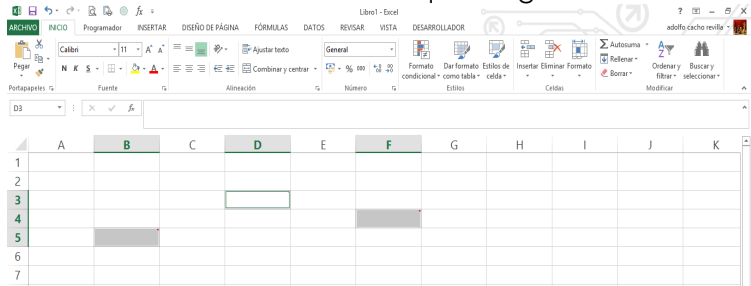 Libro1 - Excel
ARCHIVO INICIO Programador INSERTAR DISEÑO DE PÁGINA FÓRMULAS DATOS REVISAR VISTA DESARROLLADOR adolfo cacho revilla
Calibri 11 A A Ajustar texto General Autosuma
Rellenar
Pegar N K S A Combinar y centrar % 000 Formato condicional Dar formato como tabla Estilos de celda Insertar Eliminar Formato Borrar Ordenar y filtrar Buscar y seleccionar
Portapapeles Fuente Alineación Número Estilos Celdas Modificar
D3 fx
A B C D E F G H I J K
1
2
3
4
5
6
7